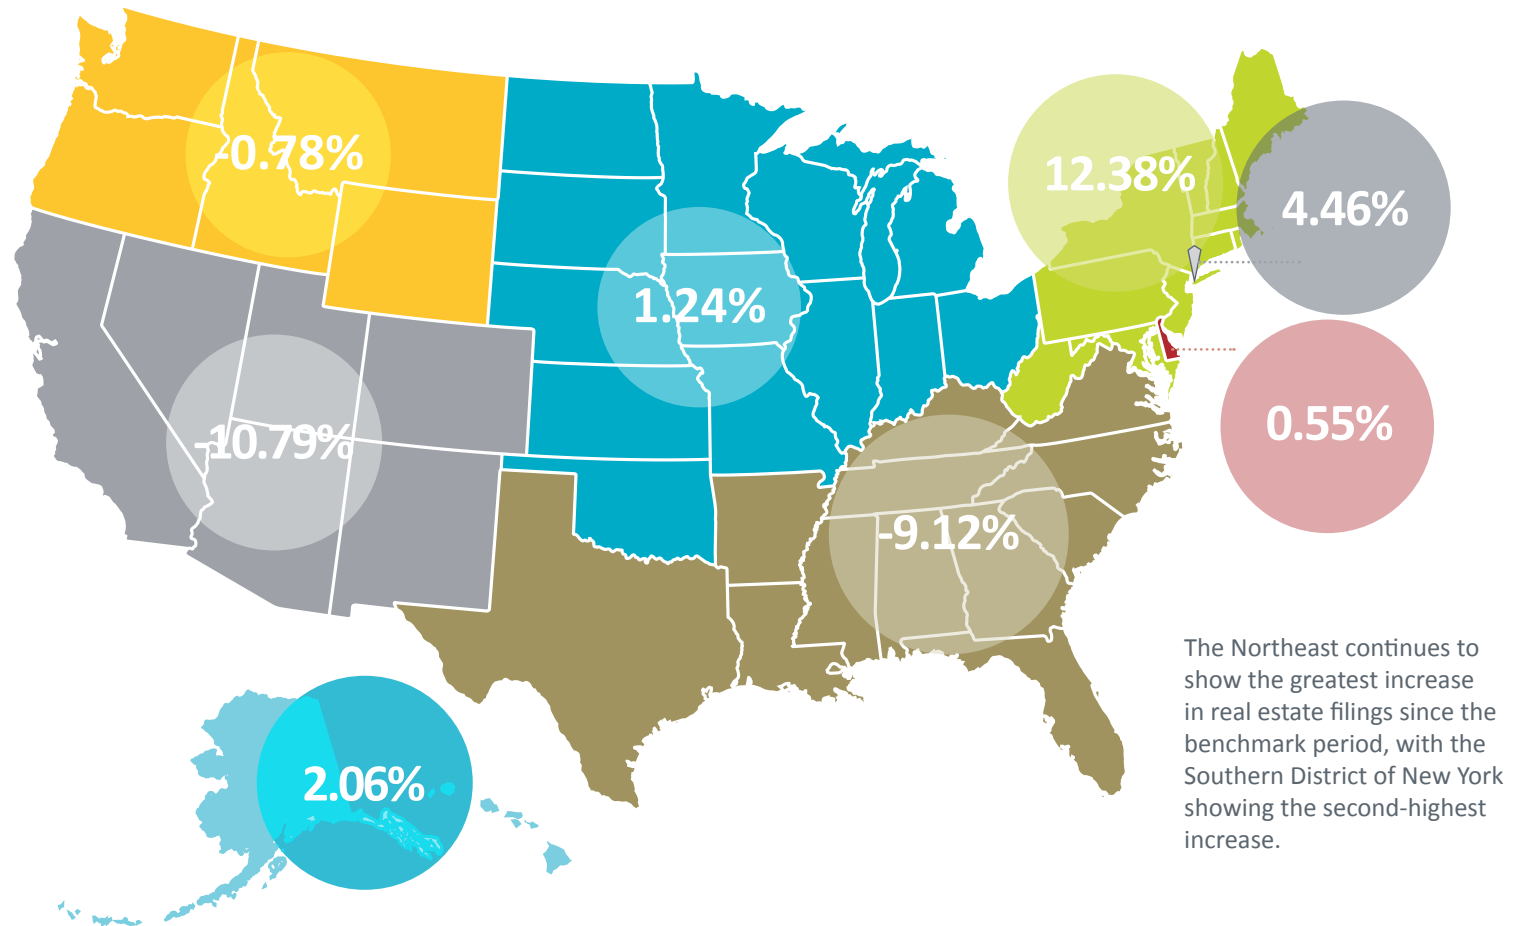 -0.78%
12.38%
4.46%
1.24%
0.55%
-10.79%
-9.12%
2.06%
The Northeast continues to
show the greatest increase
in real estate filings since the
benchmark period, with the
Southern District of New York
showing the second-highest
increase.